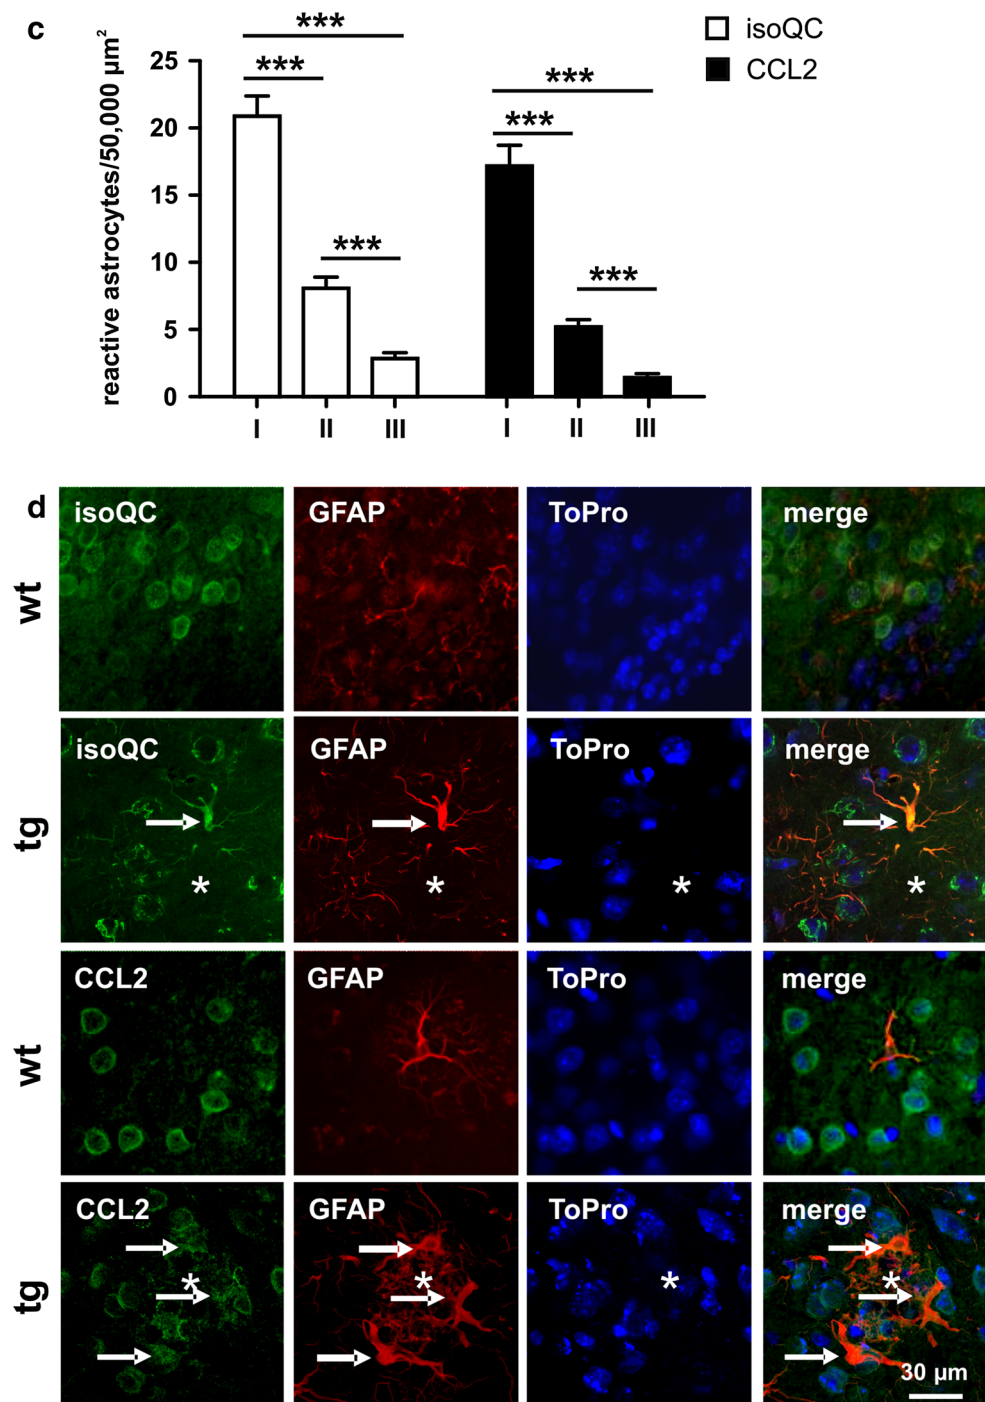 c
isoQC
CCL2
reactive astrocytes/50,000 µm²
25
20
15
10
5
0
***
***
***
***
***
***
I II III I II III
d
wt
isoQC GFAP ToPro merge
tg
isoQC GFAP ToPro merge
* * * *
wt
CCL2 GFAP ToPro merge
tg
CCL2 GFAP ToPro merge
* * * *
30 µm